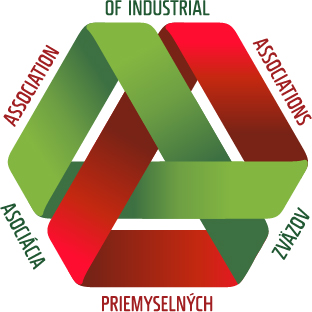 ASSOCIATION
OF INDUSTRIAL
ASSOCIATIONS
ASOCIÁCIA
PRIEMYSELNÝCH
ZVÄZOV